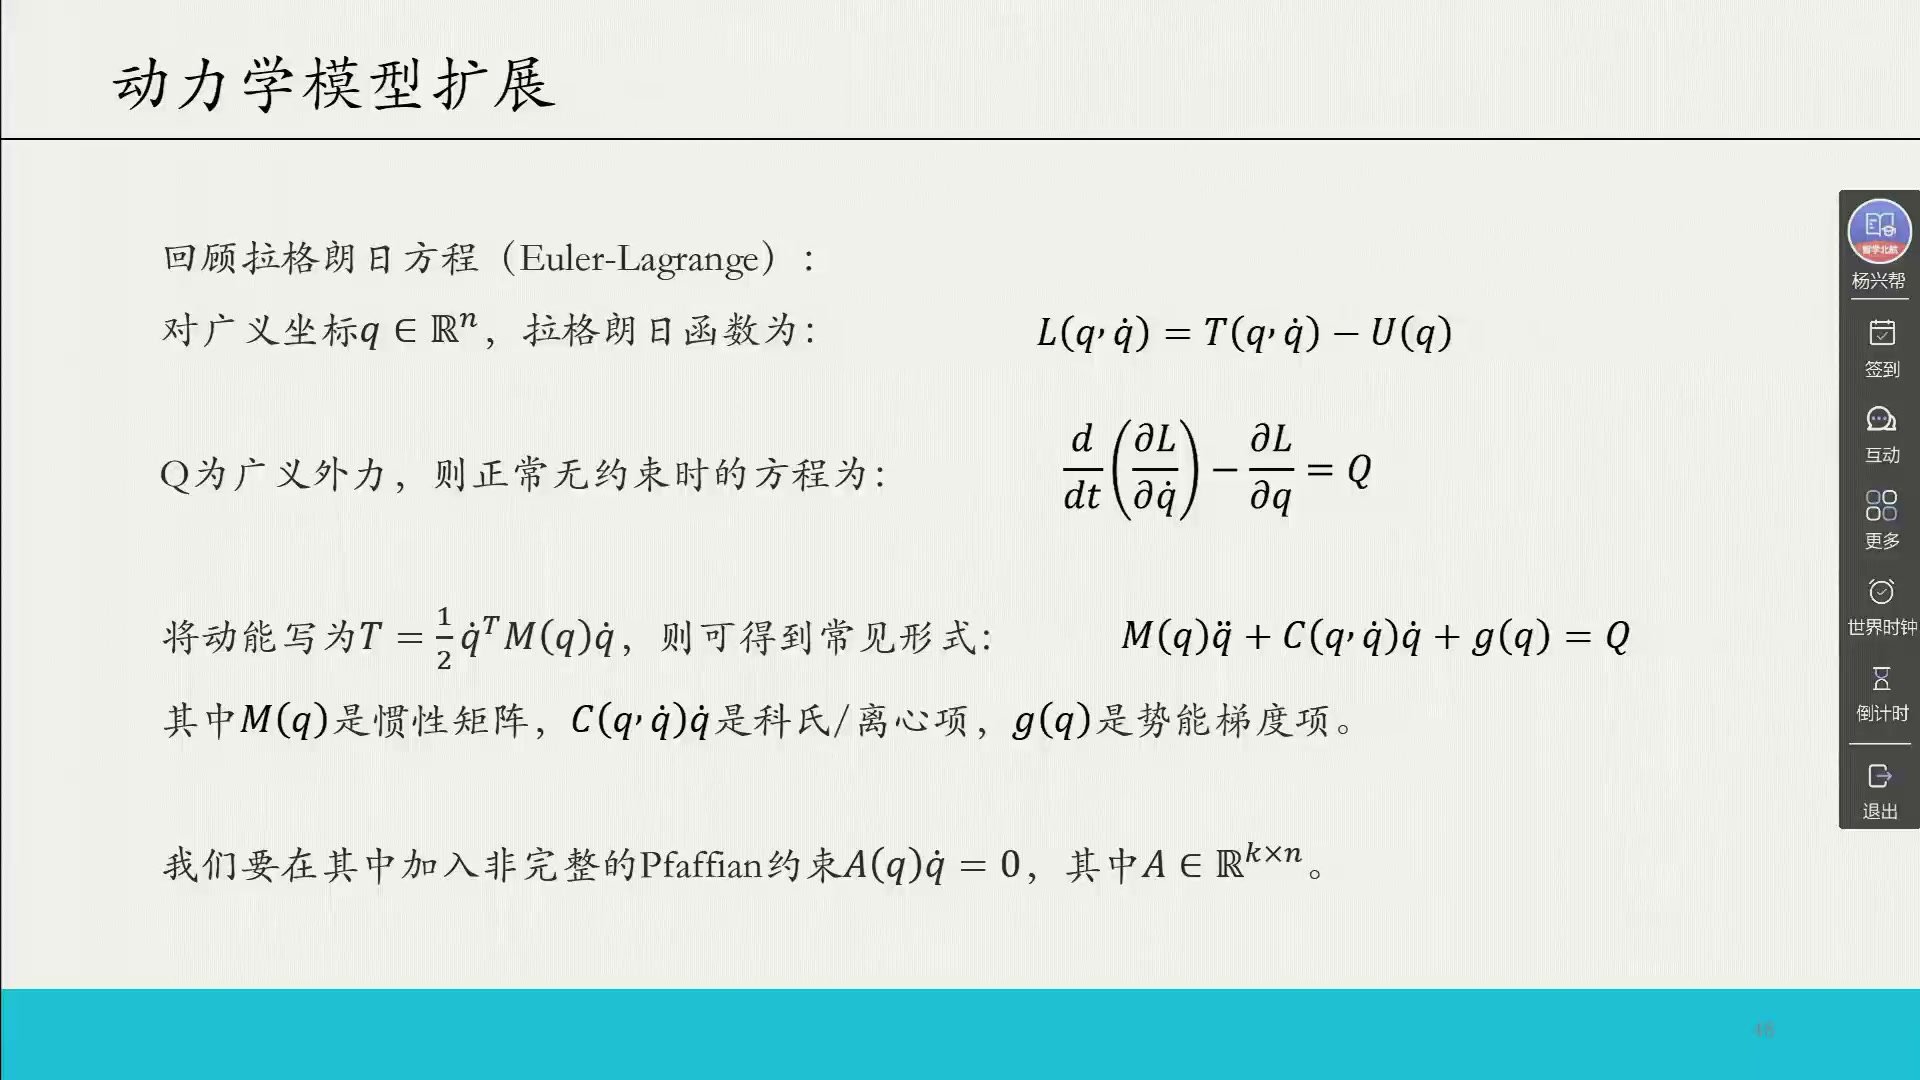 动力学模型扩展
回顾拉格朗日方程（Euler-Lagrange）:
对广义坐标q ∈ ℝⁿ，拉格朗日函数为: L(q, q̇) = T(q, q̇) − U(q)
Q为广义外力，则正常无约束时的方程为: d/dt (∂L/∂q̇) − ∂L/∂q = Q
将动能写为T = 1/2 q̇ᵀM(q)q̇，则可得到常见形式: M(q)q̈ + C(q, q̇)q̇ + g(q) = Q
其中M(q)是惯性矩阵，C(q, q̇)q̇是科氏/离心项，g(q)是势能梯度项。
我们要在其中加入非完整的Pfaffian约束A(q)q̇ = 0，其中A ∈ ℝᵏˣⁿ。
智学北航
杨兴帮
签到
互动
更多
世界时钟
倒计时
退出